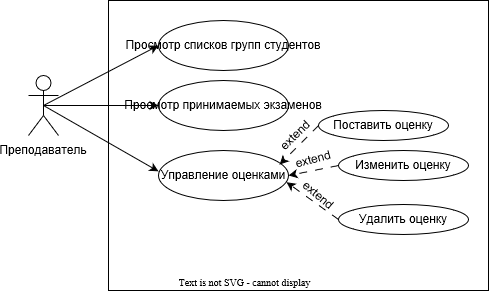 Просмотр списков групп студентов
Просмотр принимаемых экзаменов
Преподаватель
Управление оценками
extend
Поставить оценку
extend
Изменить оценку
extend
Удалить оценку
Text is not SVG - cannot display